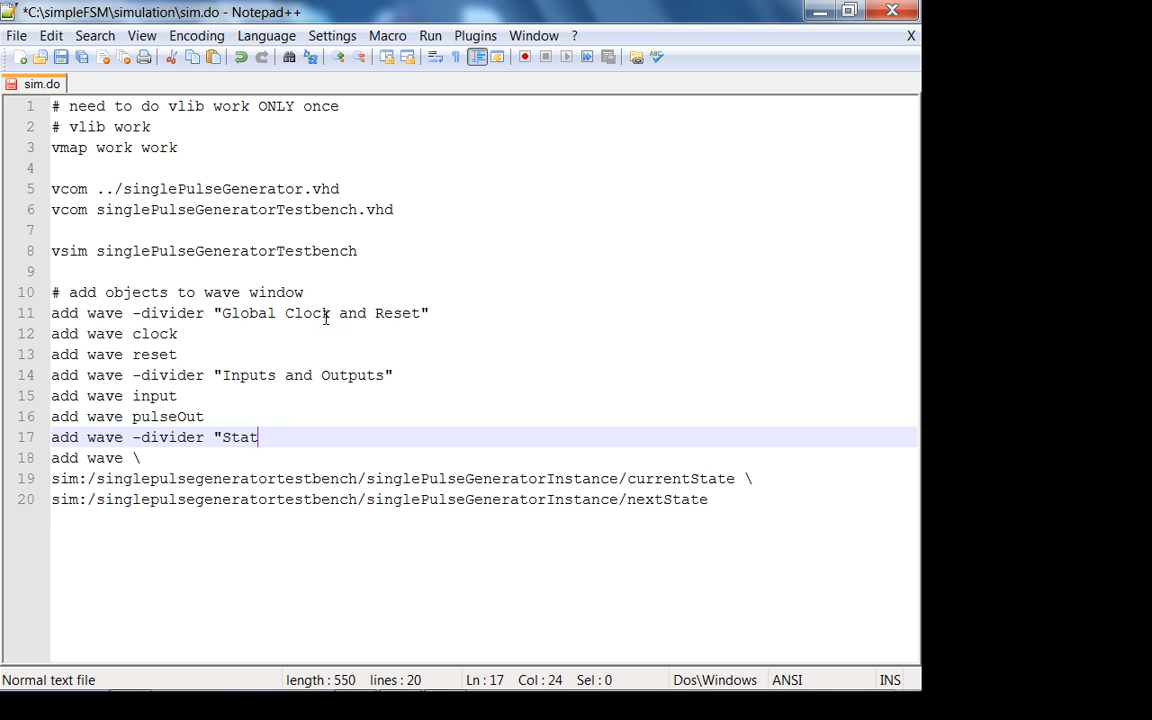 *C:\simpleFSM\simulation\sim.do - Notepad++
File Edit Search View Encoding Language Settings Macro Run Plugins Window ? X
sim.do
1 # need to do vlib work ONLY once
2 # vlib work
3 vmap work work
4
5 vcom ../singlePulseGenerator.vhd
6 vcom singlePulseGeneratorTestbench.vhd
7
8 vsim singlePulseGeneratorTestbench
9
10 # add objects to wave window
11 add wave -divider "Global Clock and Reset"
12 add wave clock
13 add wave reset
14 add wave -divider "Inputs and Outputs"
15 add wave input
16 add wave pulseOut
17 add wave -divider "Stat
18 add wave \
19 sim:/singlepulsegeneratortestbench/singlePulseGeneratorInstance/currentState \
20 sim:/singlepulsegeneratortestbench/singlePulseGeneratorInstance/nextState
Normal text file length : 550 lines : 20 Ln : 17 Col : 24 Sel : 0 Dos\Windows ANSI INS